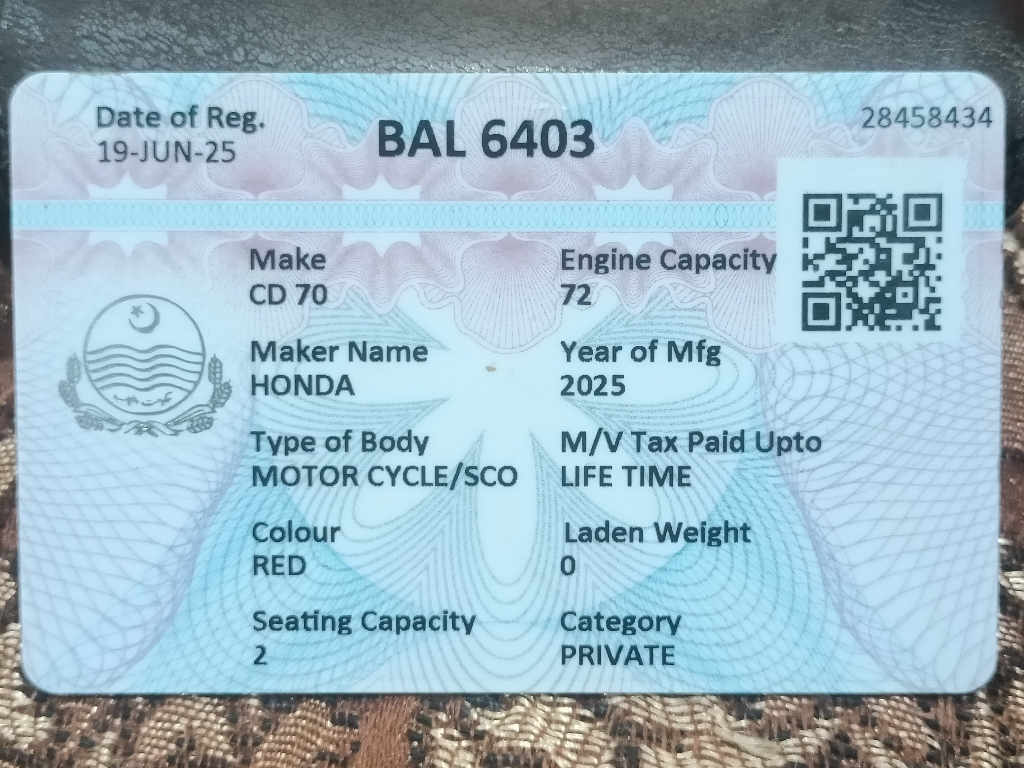 Date of Reg.
19-JUN-25
BAL 6403
28458434
Make
CD 70
Engine Capacity
72
Maker Name
HONDA
Year of Mfg
2025
Type of Body
MOTOR CYCLE/SCO
M/V Tax Paid Upto
LIFE TIME
Colour
RED
Laden Weight
0
Seating Capacity
2
Category
PRIVATE